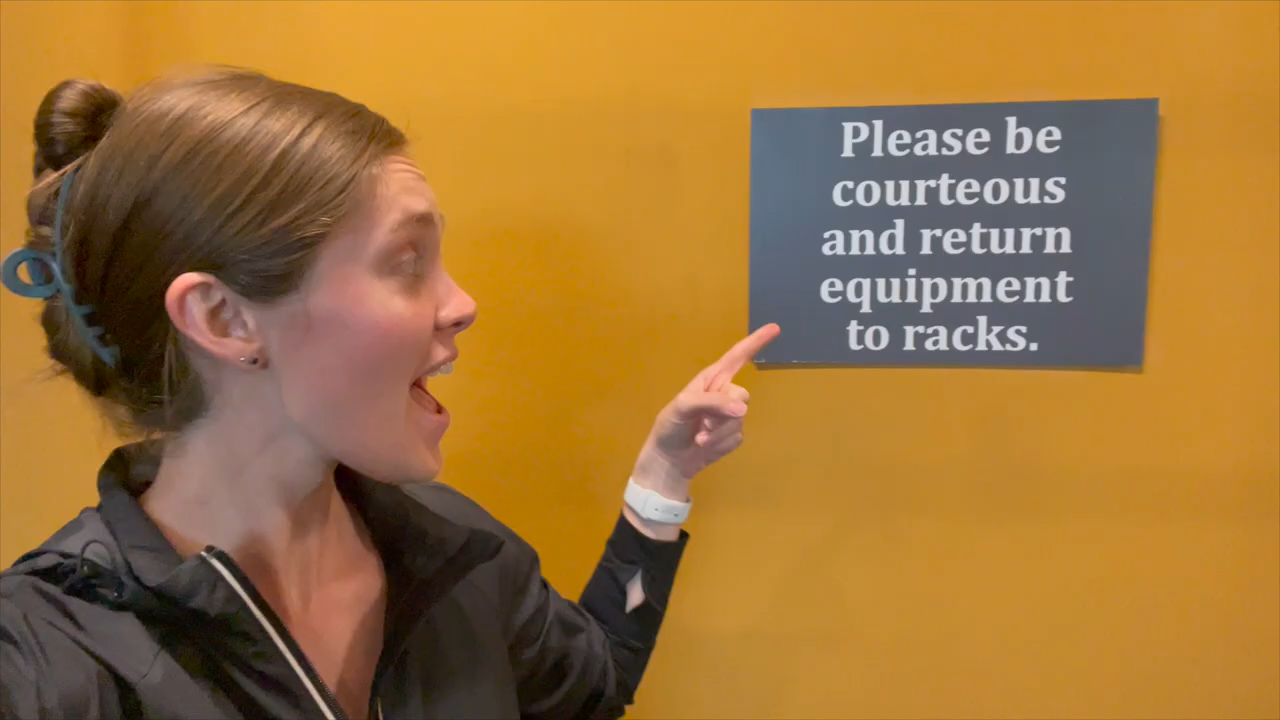 Please be
courteous
and return
equipment
to racks.